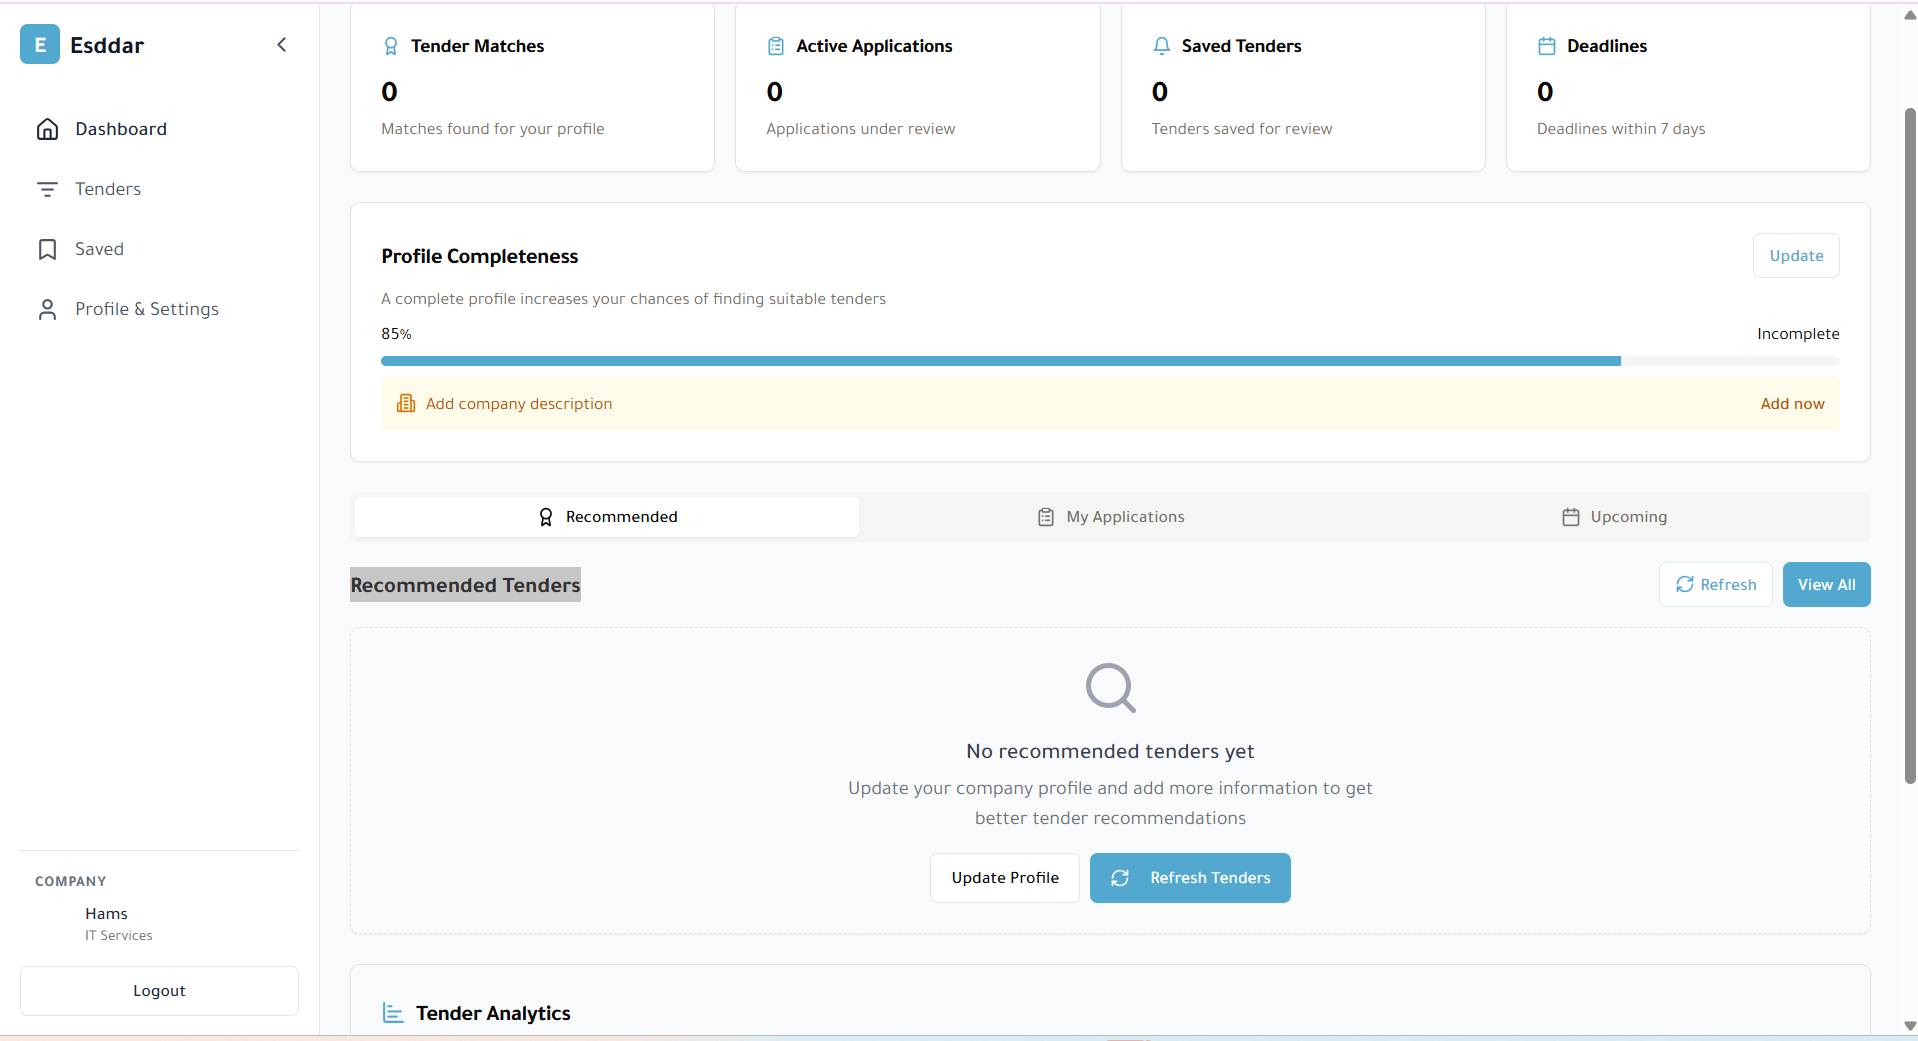 E
Esddar
Dashboard
Tenders
Saved
Profile & Settings
COMPANY
Hams
IT Services
Logout
Tender Matches
0
Matches found for your profile
Active Applications
0
Applications under review
Saved Tenders
0
Tenders saved for review
Deadlines
0
Deadlines within 7 days
Profile Completeness
Update
A complete profile increases your chances of finding suitable tenders
85%
Incomplete
Add company description
Add now
Recommended
My Applications
Upcoming
Recommended Tenders
Refresh
View All
No recommended tenders yet
Update your company profile and add more information to get
better tender recommendations
Update Profile
Refresh Tenders
Tender Analytics